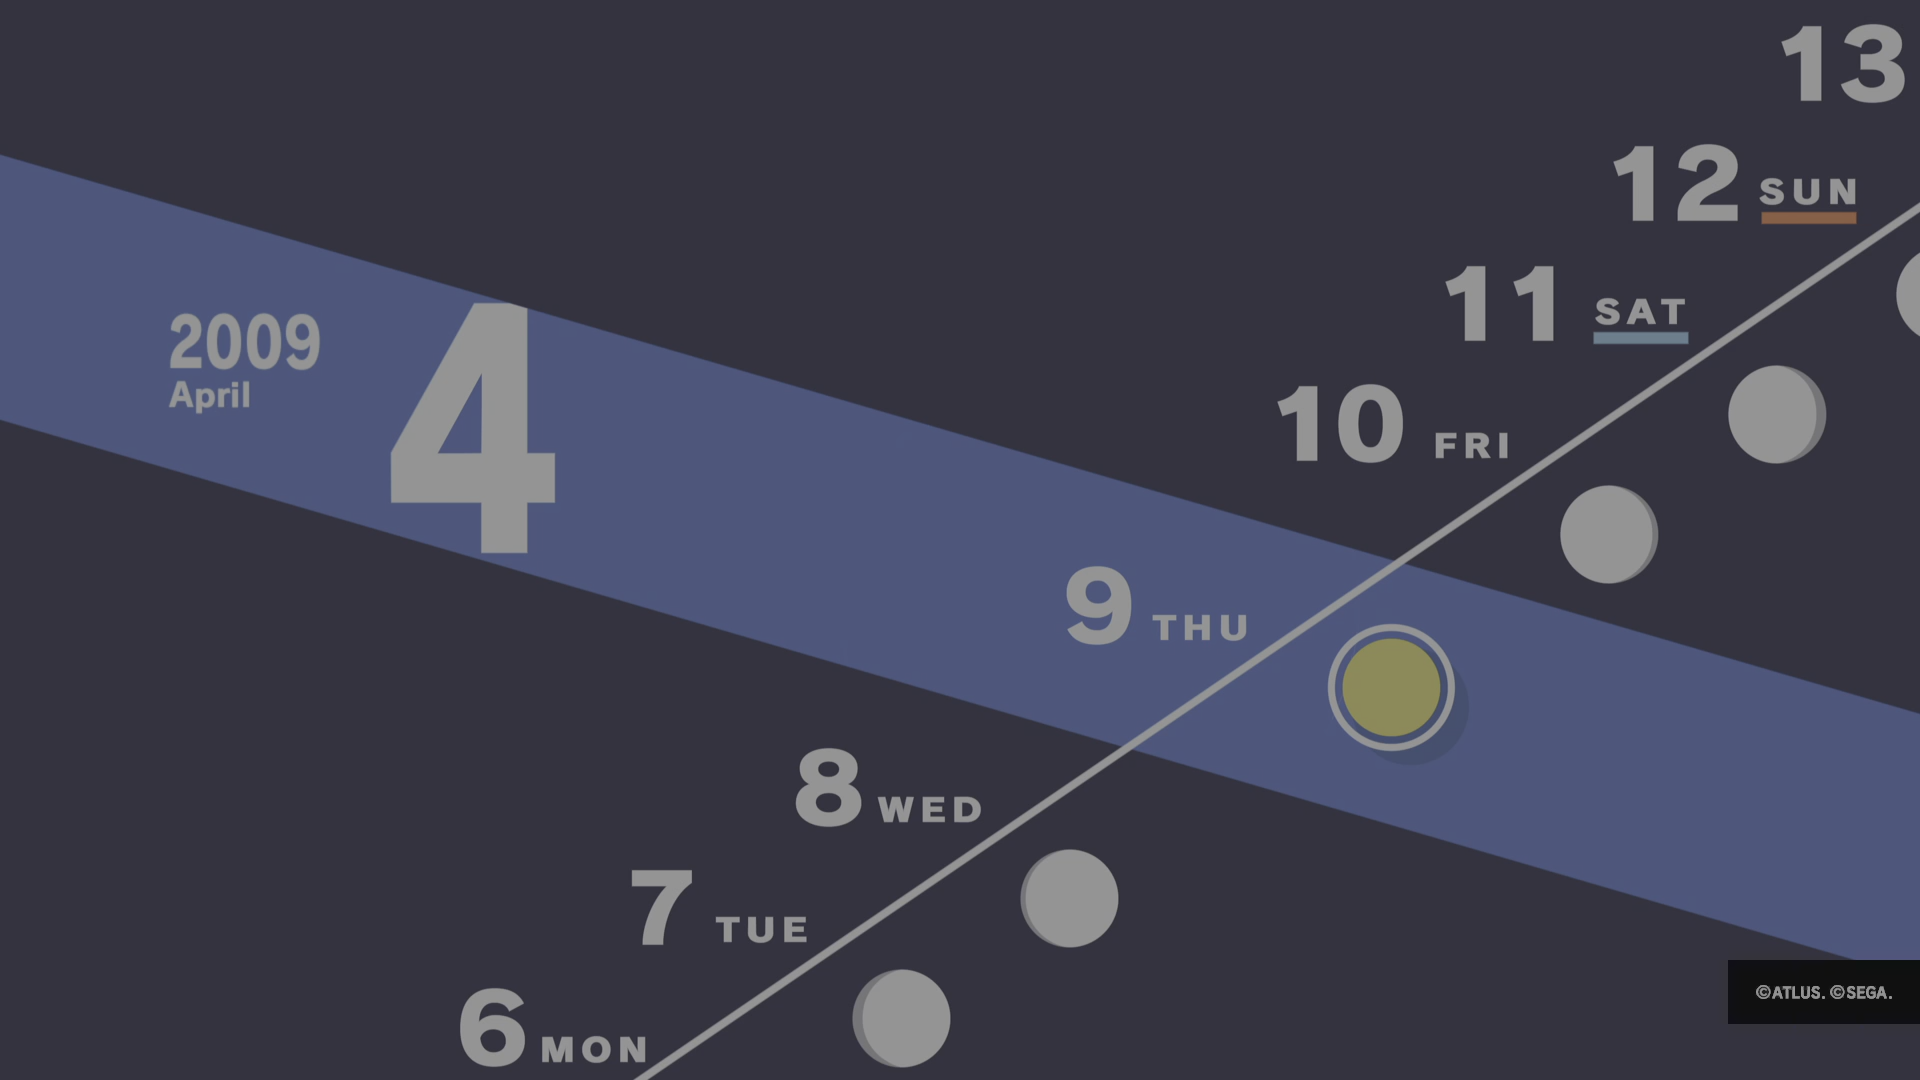 13
12 SUN
11 SAT
10 FRI
2009
April
4
9 THU
8 WED
7 TUE
6 MON
©ATLUS. ©SEGA.